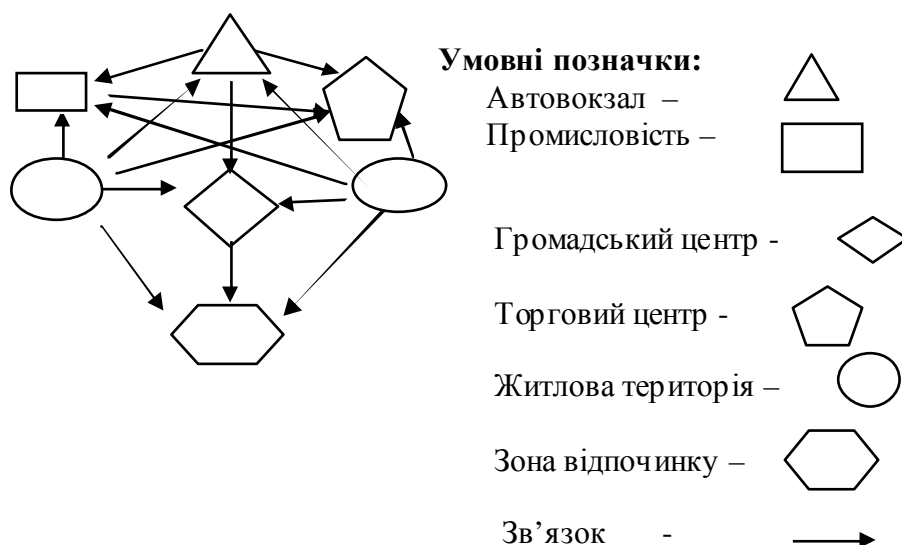 Умовні позначки:
Автовокзал –
Промисловість –
Громадський центр -
Торговий центр -
Житлова територія –
Зона відпочинку –
Зв’язок -